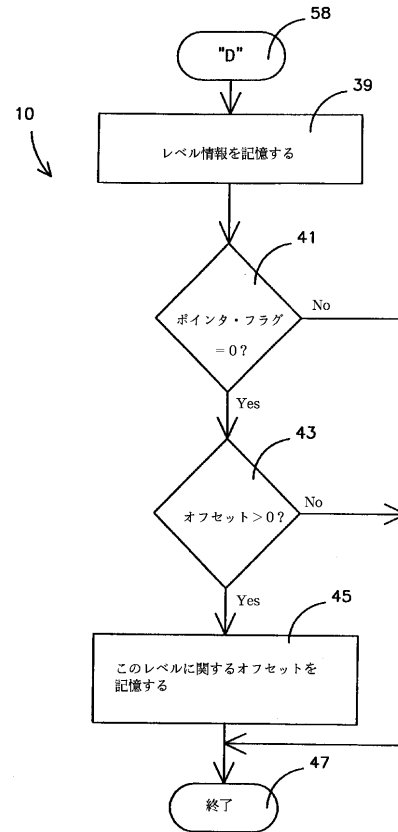 58
"D"
39
10
レベル情報を記憶する
41
ポインタ・フラグ
=0?
No
Yes
43
オフセット>0?
No
Yes
45
このレベルに関するオフセットを
記憶する
47
終了